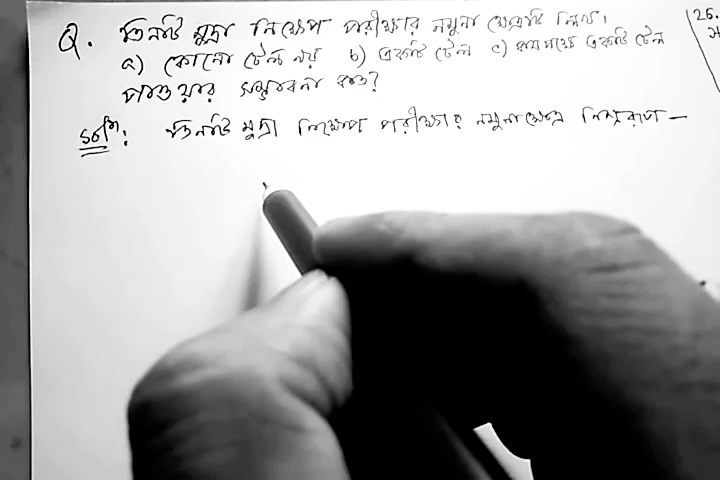 Q. তিনটি মুদ্রা নিক্ষেপ পরীক্ষার নমুনা ক্ষেত্রটি লিখ।
a) কোনো টেল নয় b) একটি টেল c) কমপক্ষে একটি টেল
পাওয়ার সম্ভাবনা কত?
Solⁿ: তিনটি মুদ্রা নিক্ষেপ পরীক্ষার নমুনাক্ষেত্র নিম্নরূপ —
26.